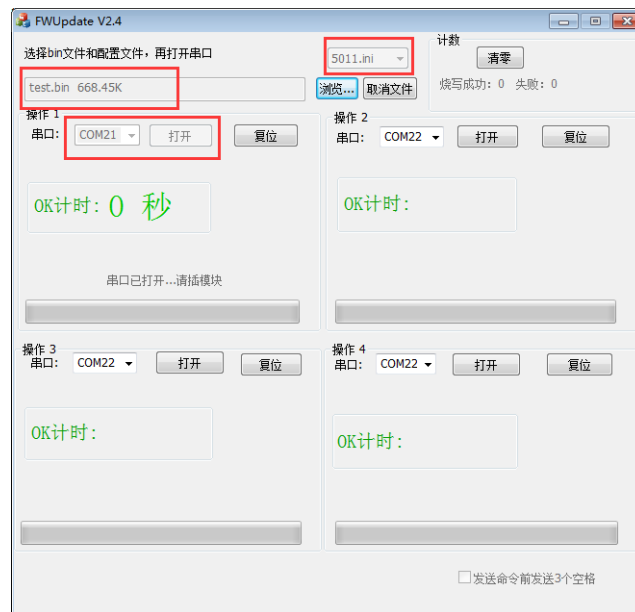 FWUpdate V2.4
选择bin文件和配置文件，再打开串口
5011.ini
计数
清零
test.bin 668.45K
浏览... 取消文件
烧写成功: 0 失败: 0
操作 1
串口: COM21 打开 复位
OK计时: 0 秒
串口已打开...请插模块
操作 2
串口: COM22 打开 复位
OK计时:
操作 3
串口: COM22 打开 复位
OK计时:
操作 4
串口: COM22 打开 复位
OK计时:
发送命令前发送3个空格